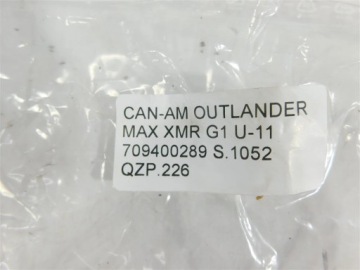 CAN-AM OUTLANDER
MAX XMR G1 U-11
709400289 S.1052
QZP.226